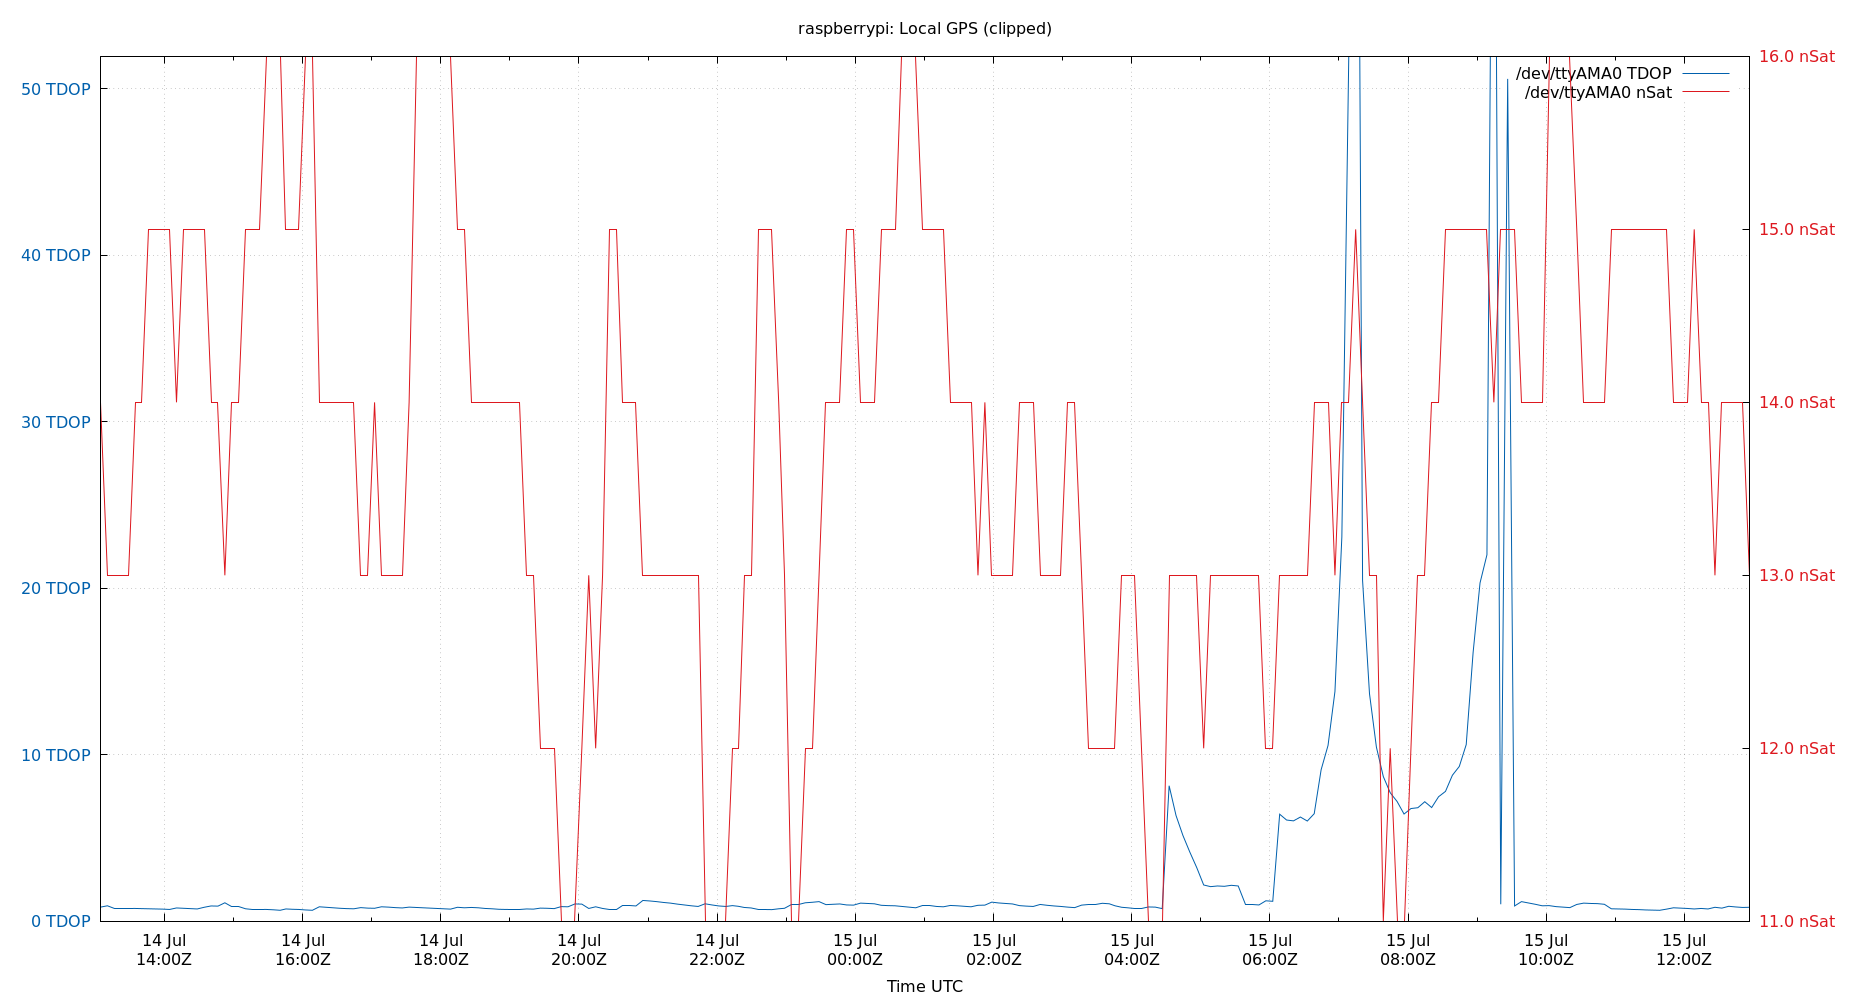 raspberrypi: Local GPS (clipped)
16.0 nSat
/dev/ttyAMA0 TDOP
50 TDOP
/dev/ttyAMA0 nSat
15.0 nSat
40 TDOP
14.0 nSat
30 TDOP
13.0 nSat
20 TDOP
12.0 nSat
10 TDOP
0 TDOP
11.0 nSat
14 Jul 14 Jul 14 Jul 14 Jul 14 Jul 15 Jul 15 Jul 15 Jul 15 Jul 15 Jul 15 Jul 15 Jul
14:00Z 16:00Z 18:00Z 20:00Z 22:00Z 00:00Z 02:00Z 04:00Z 06:00Z 08:00Z 10:00Z 12:00Z
Time UTC